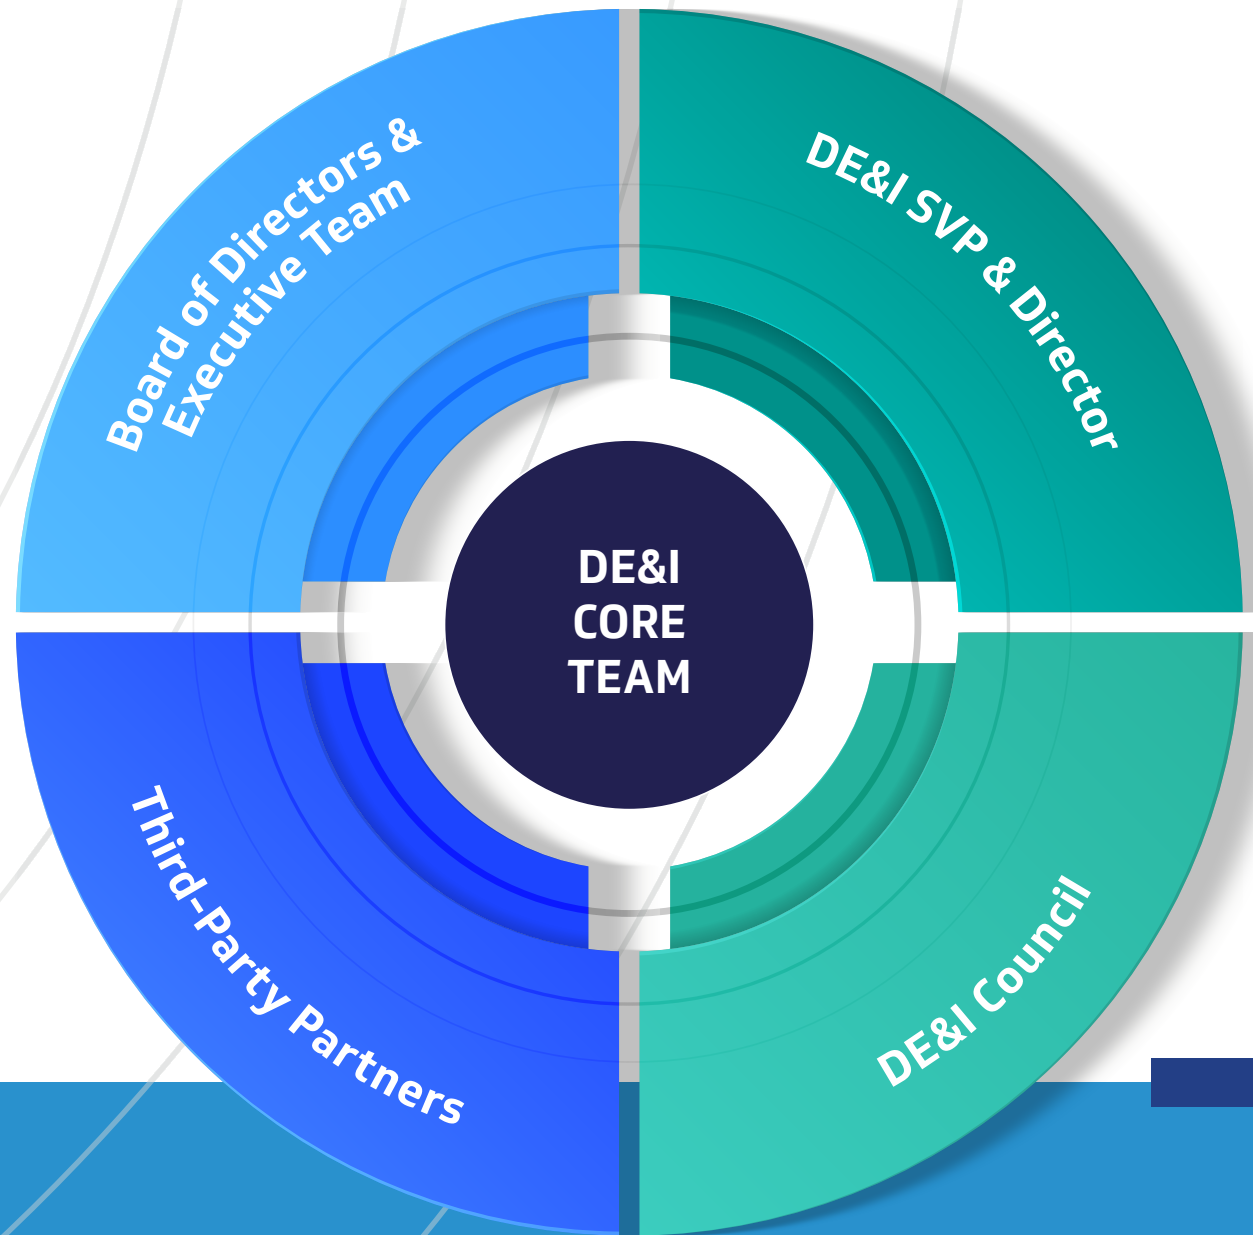 Board of Directors &
Executive Team
DE&I SVP & Director
DE&I
CORE
TEAM
Third-Party Partners
DE&I Council